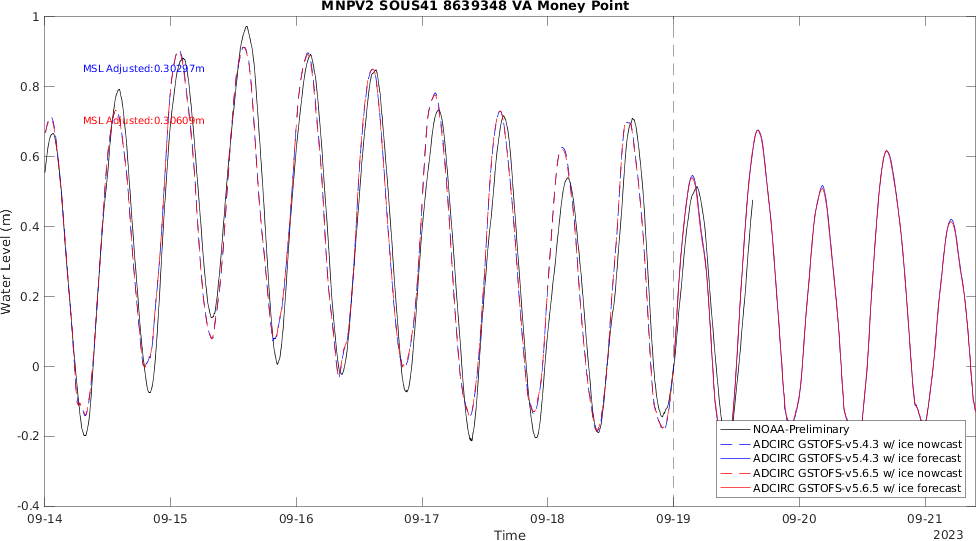 MNPV2 SOUS41 8639348 VA Money Point
1
0.8
0.6
0.4
0.2
0
-0.2
-0.4
Water Level (m)
MSL Adjusted:0.30297m
MSL Adjusted:0.30609m
NOAA-Preliminary
ADCIRC GSTOFS-v5.4.3 w/ ice nowcast
ADCIRC GSTOFS-v5.4.3 w/ ice forecast
ADCIRC GSTOFS-v5.6.5 w/ ice nowcast
ADCIRC GSTOFS-v5.6.5 w/ ice forecast
09-14 09-15 09-16 09-17 09-18 09-19 09-20 09-21
Time
2023